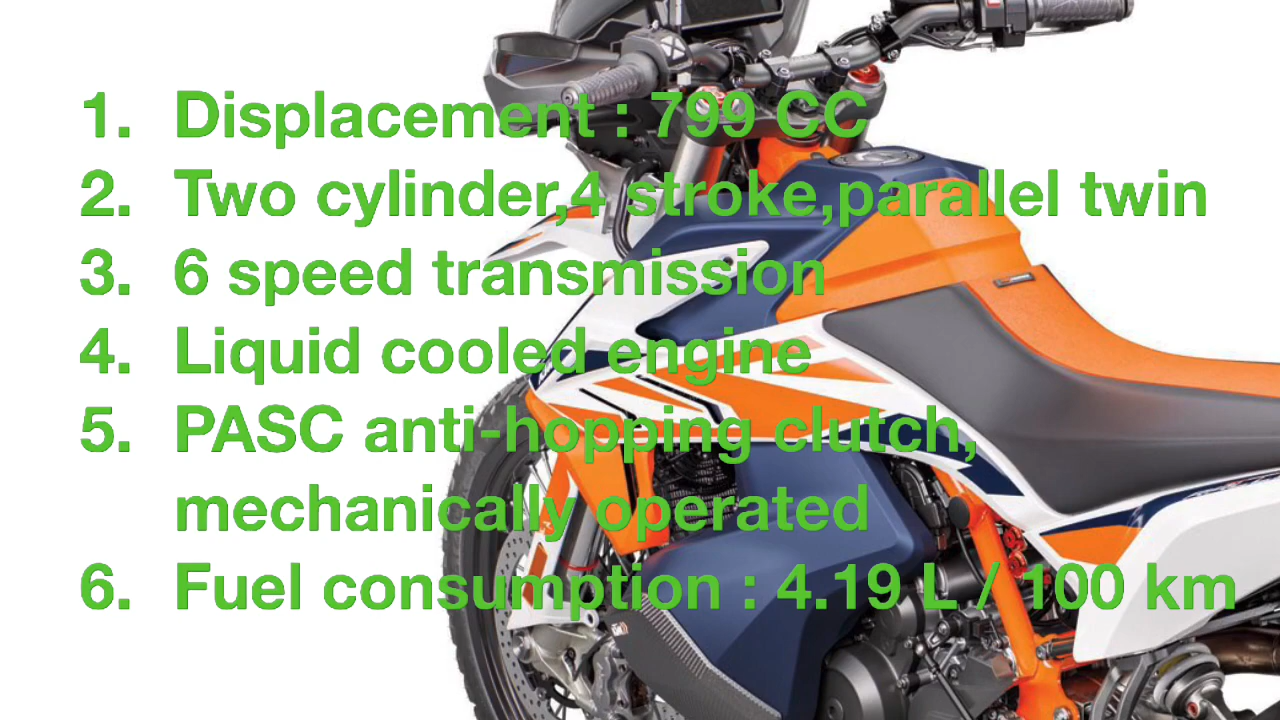 1. Displacement : 799 CC
2. Two cylinder,4 stroke,parallel twin
3. 6 speed transmission
4. Liquid cooled engine
5. PASC anti-hopping clutch,
mechanically operated
6. Fuel consumption : 4.19 L / 100 km